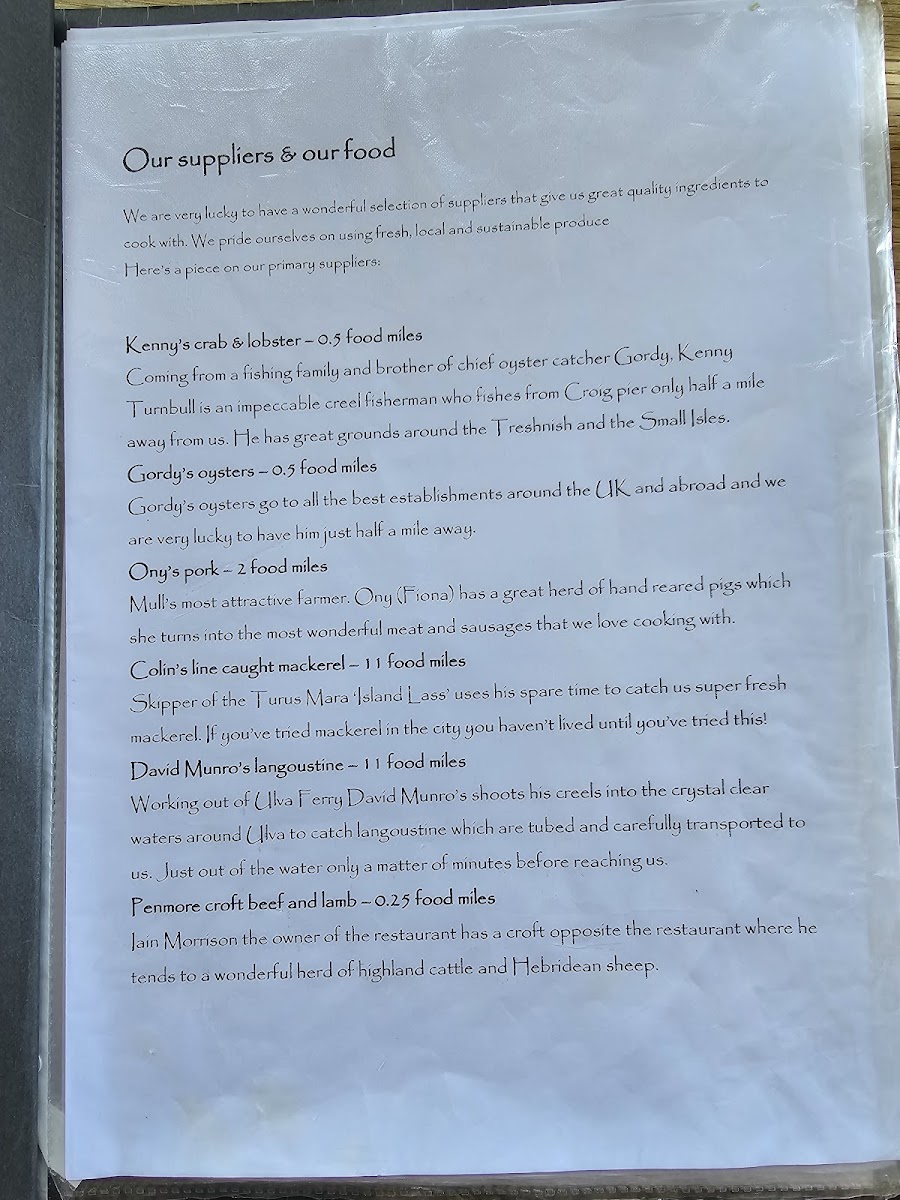 Our suppliers & our food
We are very lucky to have a wonderful selection of suppliers that give us great quality ingredients to
cook with. We pride ourselves on using fresh, local and sustainable produce
Here's a piece on our primary suppliers:
Kenny's crab & lobster – 0.5 food miles
Coming from a fishing family and brother of chief oyster catcher Gordy, Kenny
Turnbull is an impeccable creel fisherman who fishes from Croig pier only half a mile
away from us. He has great grounds around the Treshnish and the Small Isles.
Gordy's oysters – 0.5 food miles
Gordy's oysters go to all the best establishments around the UK and abroad and we
are very lucky to have him just half a mile away.
Ony's pork – 2 food miles
Mull's most attractive farmer. Ony (Fiona) has a great herd of hand reared pigs which
she turns into the most wonderful meat and sausages that we love cooking with.
Colin's line caught mackerel – 11 food miles
Skipper of the Turus Mara 'Island Lass' uses his spare time to catch us super fresh
mackerel. If you've tried mackerel in the city you haven't lived until you've tried this!
David Munro's langoustine – 11 food miles
Working out of Ulva Ferry David Munro's shoots his creels into the crystal clear
waters around Ulva to catch langoustine which are tubed and carefully transported to
us. Just out of the water only a matter of minutes before reaching us.
Penmore croft beef and lamb – 0.25 food miles
Iain Morrison the owner of the restaurant has a croft opposite the restaurant where he
tends to a wonderful herd of highland cattle and Hebridean sheep.